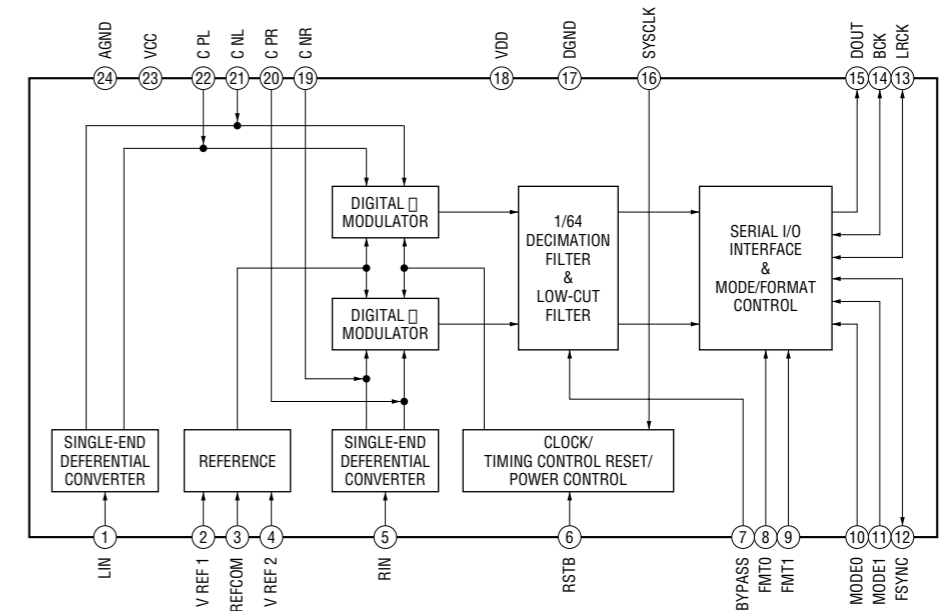 AGND
VCC
C PL
C NL
C PR
C NR
VDD
DGND
SYSCLK
DOUT
BCK
LRCK
24
23
22
21
20
19
18
17
16
15
14
13
DIGITAL ▯
MODULATOR
1/64
DECIMATION
FILTER
&
LOW-CUT
FILTER
SERIAL I/O
INTERFACE
&
MODE/FORMAT
CONTROL
DIGITAL ▯
MODULATOR
SINGLE-END
DEFERENTIAL
CONVERTER
REFERENCE
SINGLE-END
DEFERENTIAL
CONVERTER
CLOCK/
TIMING CONTROL RESET/
POWER CONTROL
1
2
3
4
5
6
7
8
9
10
11
12
LIN
V REF 1
REFCOM
V REF 2
RIN
RSTB
BYPASS
FMT0
FMT1
MODE0
MODE1
FSYNC